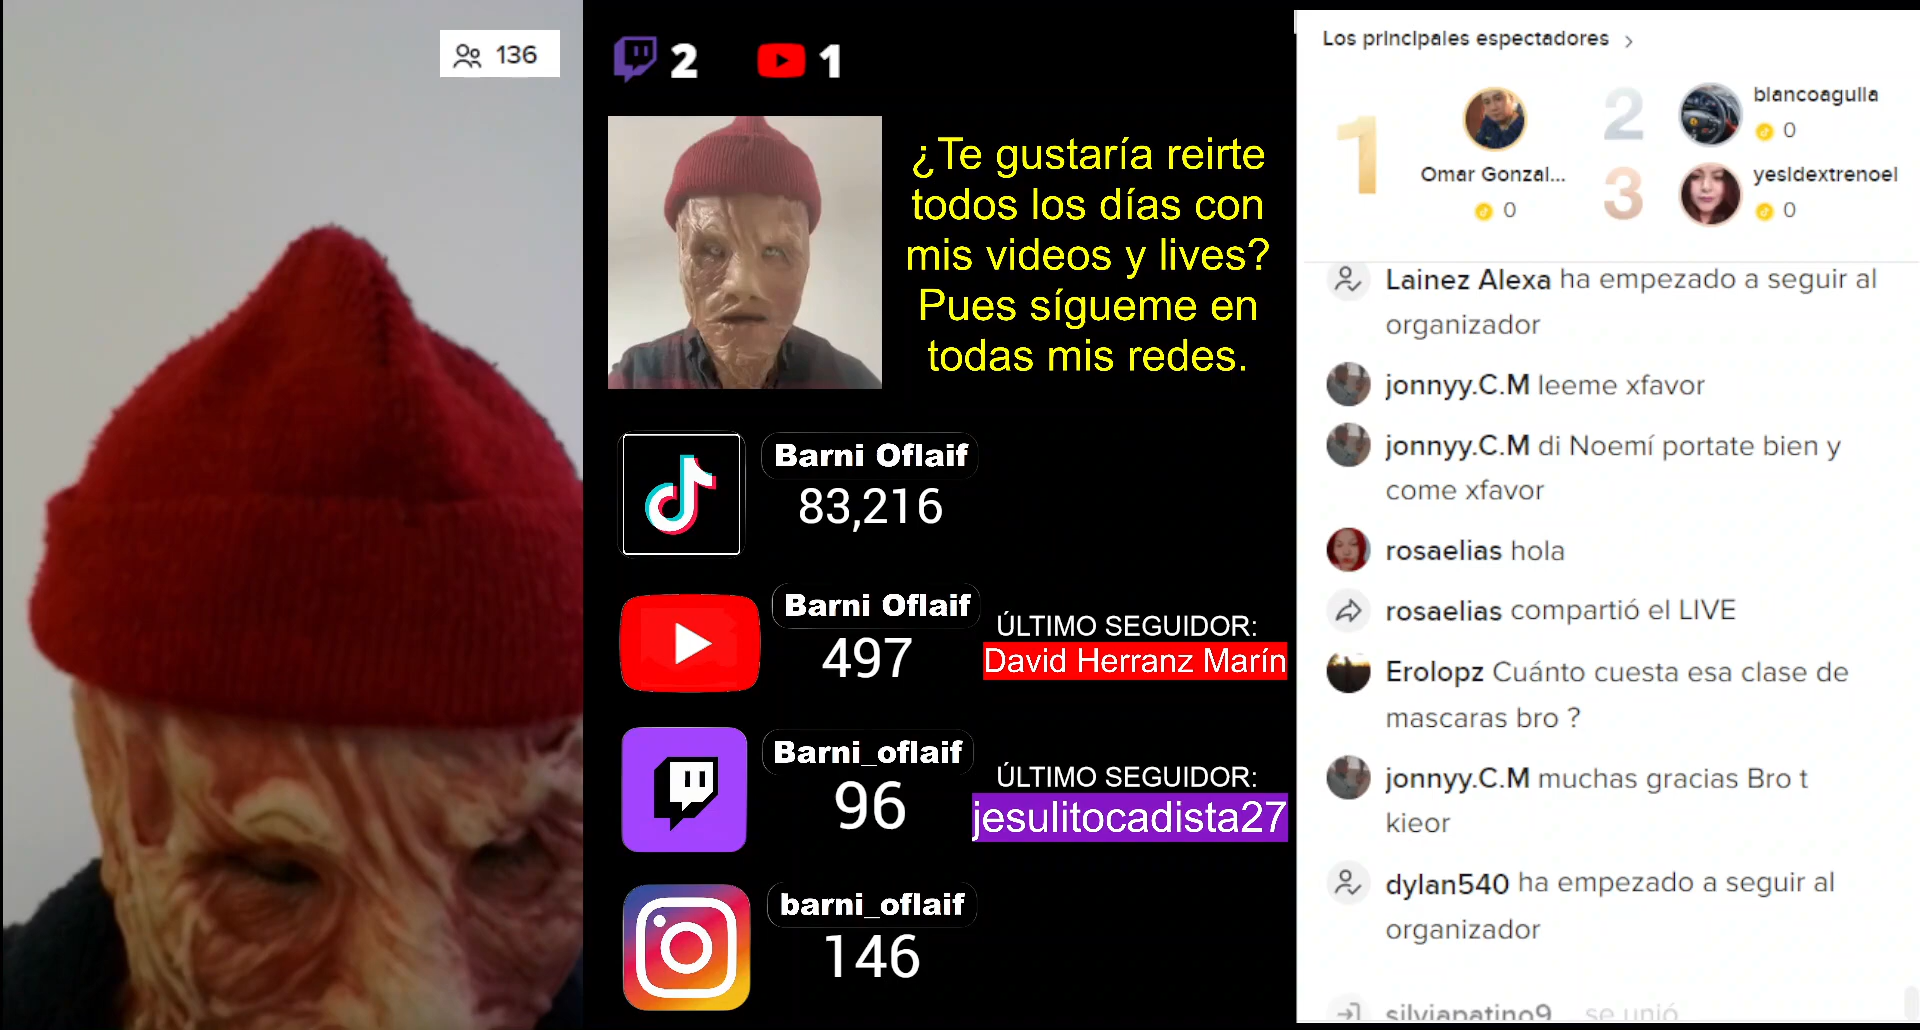 136
2
1
¿Te gustaría reirte
todos los días con
mis videos y lives?
Pues sígueme en
todas mis redes.
Barni Oflaif
83,216
Barni Oflaif
497
ÚLTIMO SEGUIDOR:
David Herranz Marín
Barni_oflaif
96
ÚLTIMO SEGUIDOR:
jesulitocadista27
barni_oflaif
146
Los principales espectadores
1
Omar Gonzal...
0
2
blancoagulla
0
3
yesldextrenoel
0
Lainez Alexa ha empezado a seguir al
organizador
jonnyy.C.M leeme xfavor
jonnyy.C.M di Noemí portate bien y
come xfavor
rosaelias hola
rosaelias compartió el LIVE
Erolopz Cuánto cuesta esa clase de
mascaras bro ?
jonnyy.C.M muchas gracias Bro t
kieor
dylan540 ha empezado a seguir al
organizador
silviapatino9 se unió